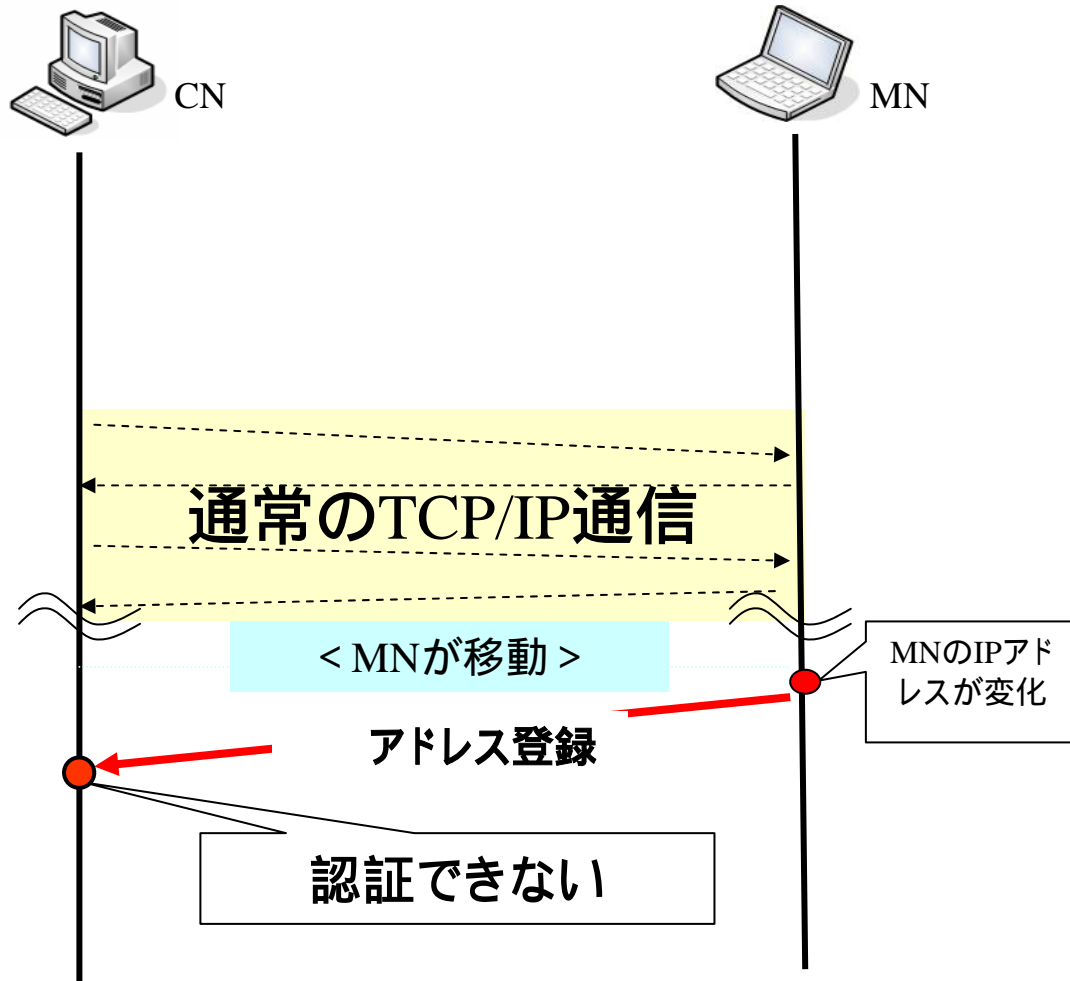 CN
MN
通常のTCP/IP通信
< MNが移動 >
MNのIPアド
レスが変化
アドレス登録
認証できない